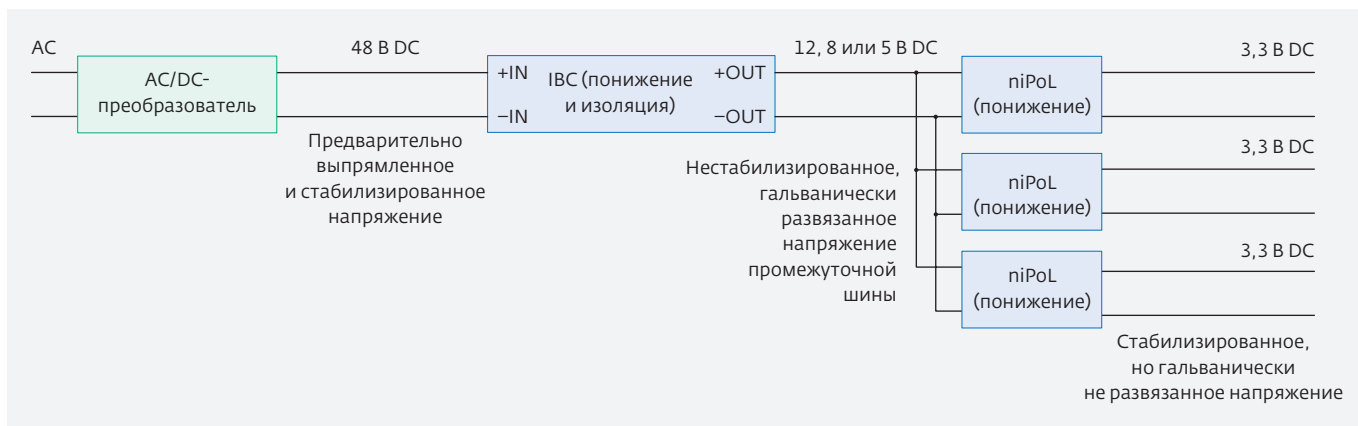 AC
48 В DC
12, 8 или 5 В DC
3,3 В DC
AC/DC-
преобразователь
+IN
IBC (понижение
и изоляция)
+OUT
−IN
−OUT
niPoL
(понижение)
Предварительно
выпрямленное
и стабилизированное
напряжение
Нестабилизированное,
гальванически
развязанное
напряжение
промежуточной
шины
3,3 В DC
niPoL
(понижение)
3,3 В DC
niPoL
(понижение)
Стабилизированное,
но гальванически
не развязанное напряжение